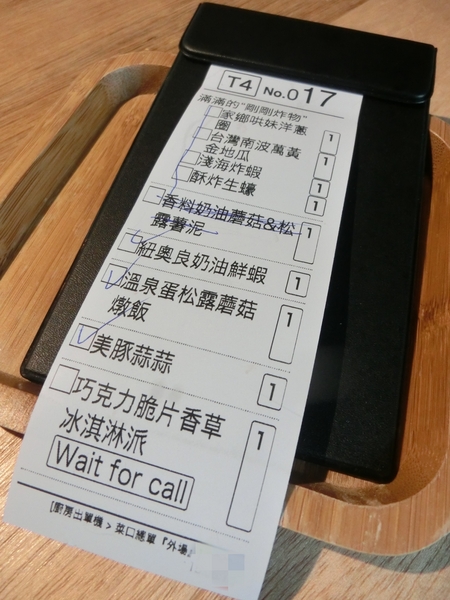 T4 No.017
滿滿的"剛剛炸物"
家鄉哄妹洋蔥 1
圈
台灣南波萬黃 1
金地瓜
淺海炸蝦 1
酥炸生蠔 1
香料奶油蘑菇&松 1
露薯泥
紐奧良奶油鮮蝦 1
溫泉蛋松露蘑菇 1
燉飯
美豚蒜蒜 1
巧克力脆片香草 1
冰淇淋派
Wait for call
[廚房出單機 > 菜口總單『外場